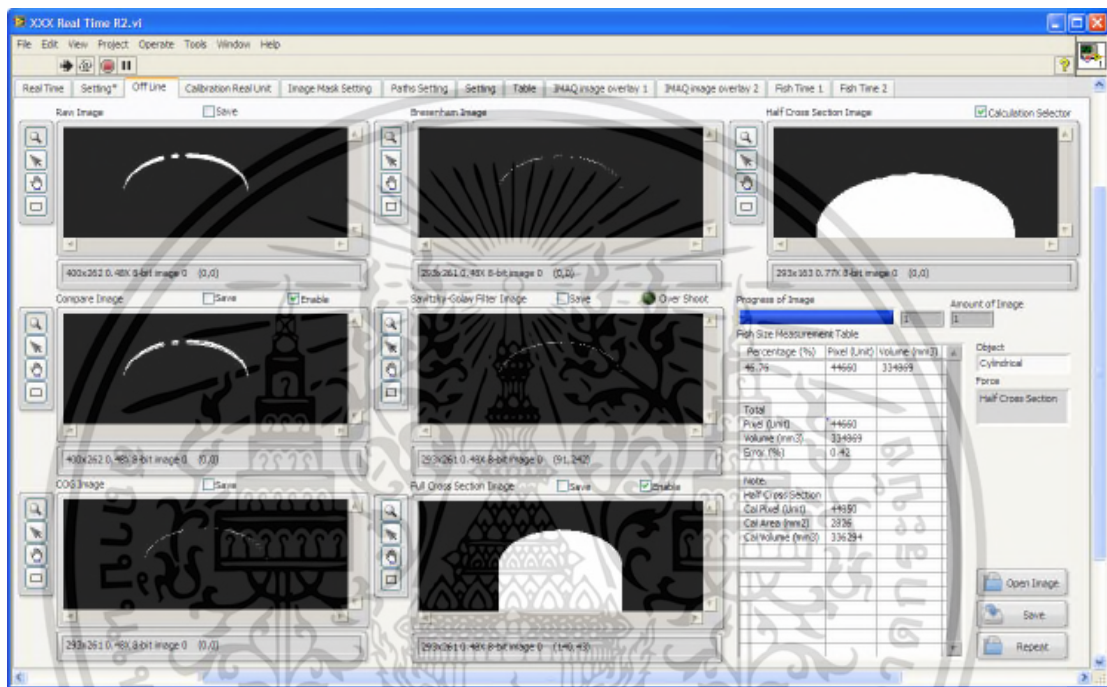 XXX Real Time R2.vi
File Edit View Project Operate Tools Window Help
Real Time Setting* Off Line Calibration Real Unit Image Mask Setting Paths Setting Setting Table IMAQ image overlay 1 IMAQ image overlay 2 Fish Time 1 Fish Time 2
Raw Image Save Bresenham Image Half Cross Section Image Calculation Selector
400x262 0.48X 8-bit image 0 (0,0)
293x261 0.48X 8-bit image 0 (0,0)
293x163 0.77X 8-bit image 0 (0,0)
Compare Image Save Enable Savitzky-Golay Filter Image Save Over Shoot
400x262 0.48X 8-bit image 0 (0,0)
293x261 0.48X 8-bit image 0 (91,242)
COG Image Save Full Cross Section Image Save Enable
293x261 0.48X 8-bit image 0 (0,0)
293x261 0.48X 8-bit image 0 (140,43)
Progress of Image Amount of Image
1 1
Fish Size Measurement Table
Percentage (%) Pixel (Unit) Volume (mm3)
46.76 44660 334869
Total
Pixel (Unit) 44660
Volume (mm3) 334869
Error (%) 0.42
Note:
Half Cross Section
Cal Pixel (Unit) 44850
Cal Area (mm2) 2826
Cal Volume (mm3) 336294
Object
Cylindrical
Force
Half Cross Section
Open Image
Save
Repeat